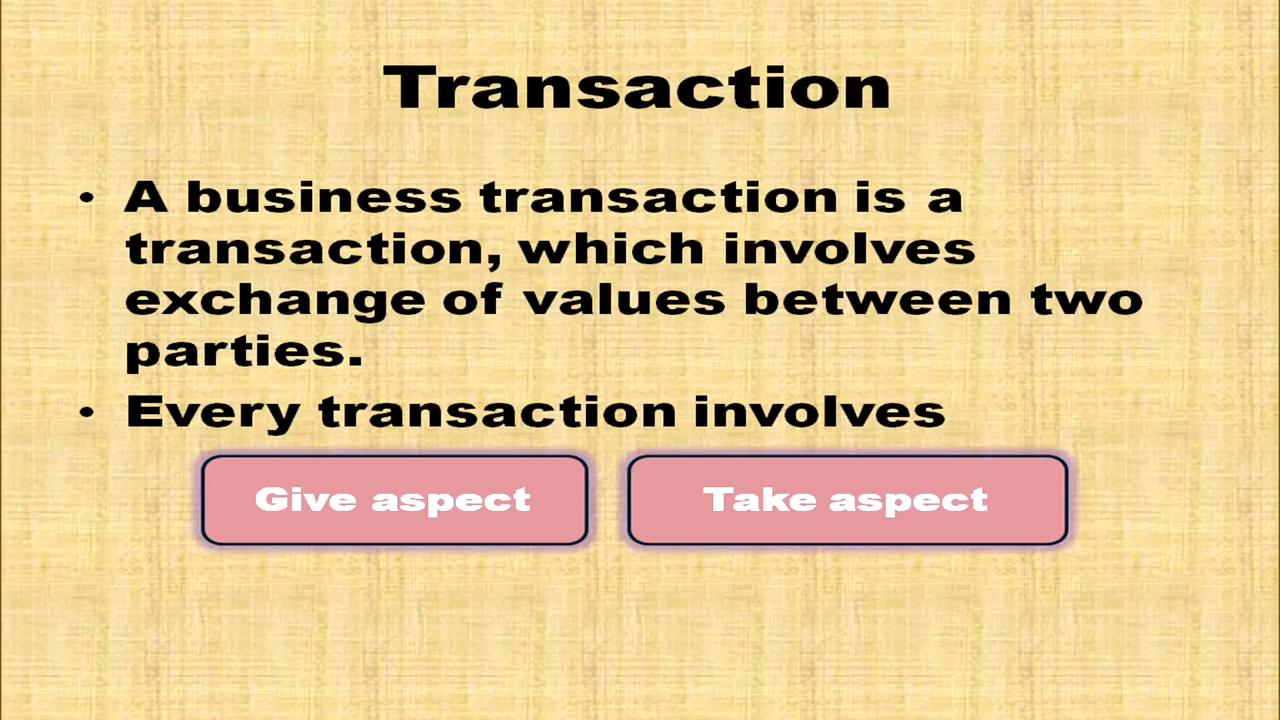 Transaction
• A business transaction is a
transaction, which involves
exchange of values between two
parties.
• Every transaction involves
Give aspect
Take aspect